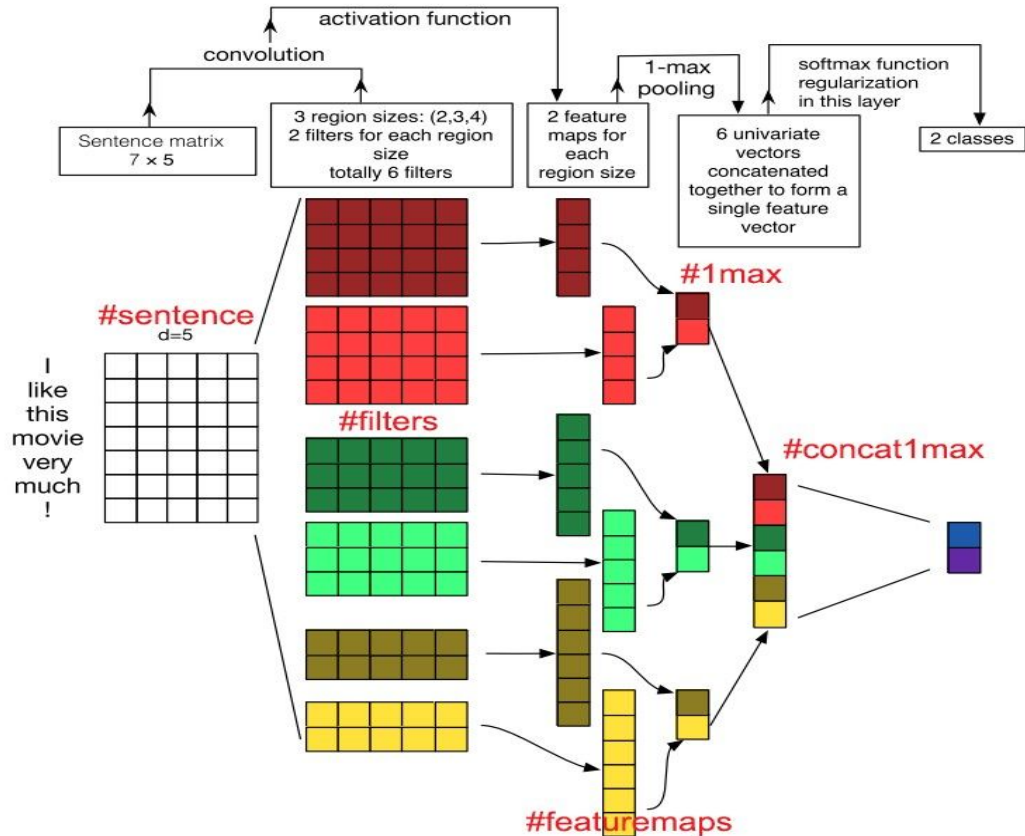 activation function
convolution
1-max
pooling
softmax function
regularization
in this layer
Sentence matrix
7 × 5
3 region sizes: (2,3,4)
2 filters for each region
size
totally 6 filters
2 feature
maps for
each
region size
6 univariate
vectors
concatenated
together to form a
single feature
vector
2 classes
#sentence
d=5
I
like
this
movie
very
much
!
#filters
#1max
#concat1max
#featuremaps